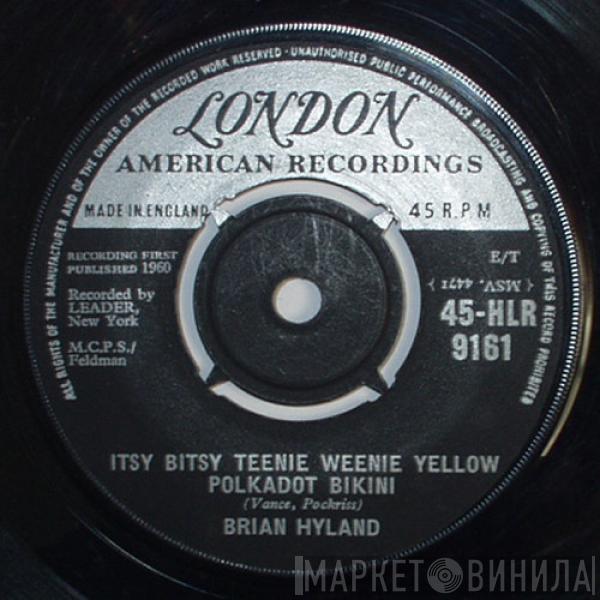 ALL RIGHTS OF THE MANUFACTURER AND OF THE OWNER OF THE RECORDED WORK RESERVED - UNAUTHORISED PUBLIC PERFORMANCE BROADCASTING AND COPYING OF THIS RECORD PROHIBITED
LONDON
AMERICAN RECORDINGS
MADE IN ENGLAND
45 R.P.M
RECORDING FIRST
PUBLISHED 1960
Recorded by
LEADER,
New York
M.C.P.S./
Feldman
E/T
( MSV. 4471 )
45-HLR
9161
ITSY BITSY TEENIE WEENIE YELLOW
POLKADOT BIKINI
(Vance, Pockriss)
BRIAN HYLAND
МАРКЕТ ВИНИЛА